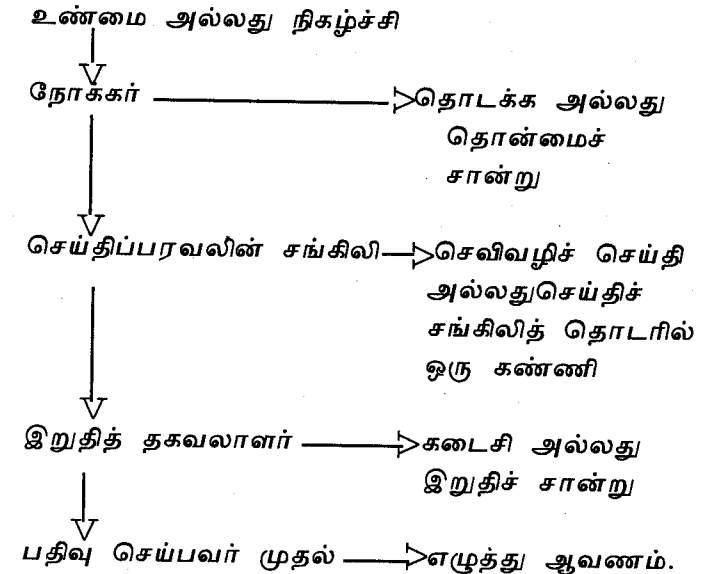 உண்மை அல்லது நிகழ்ச்சி
நோக்கர்
தொடக்க அல்லது
தொன்மைச்
சான்று
செய்திப்பரவலின் சங்கிலி
செவிவழிச் செய்தி
அல்லதுசெய்திச்
சங்கிலித் தொடரில்
ஒரு கண்ணி
இறுதித் தகவலாளர்
கடைசி அல்லது
இறுதிச் சான்று
பதிவு செய்பவர் முதல்
எழுத்து ஆவணம்.